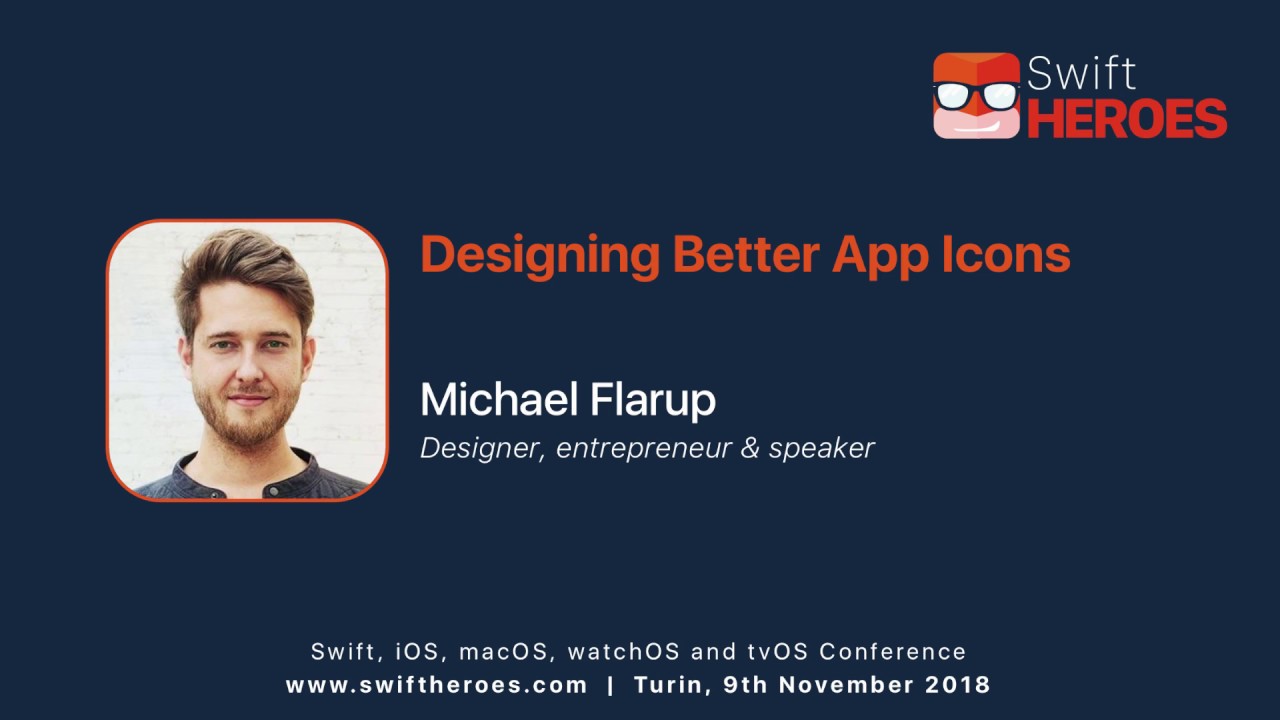 Swift
HEROES
Designing Better App Icons
Michael Flarup
Designer, entrepreneur & speaker
Swift, iOS, macOS, watchOS and tvOS Conference
www.swiftheroes.com | Turin, 9th November 2018